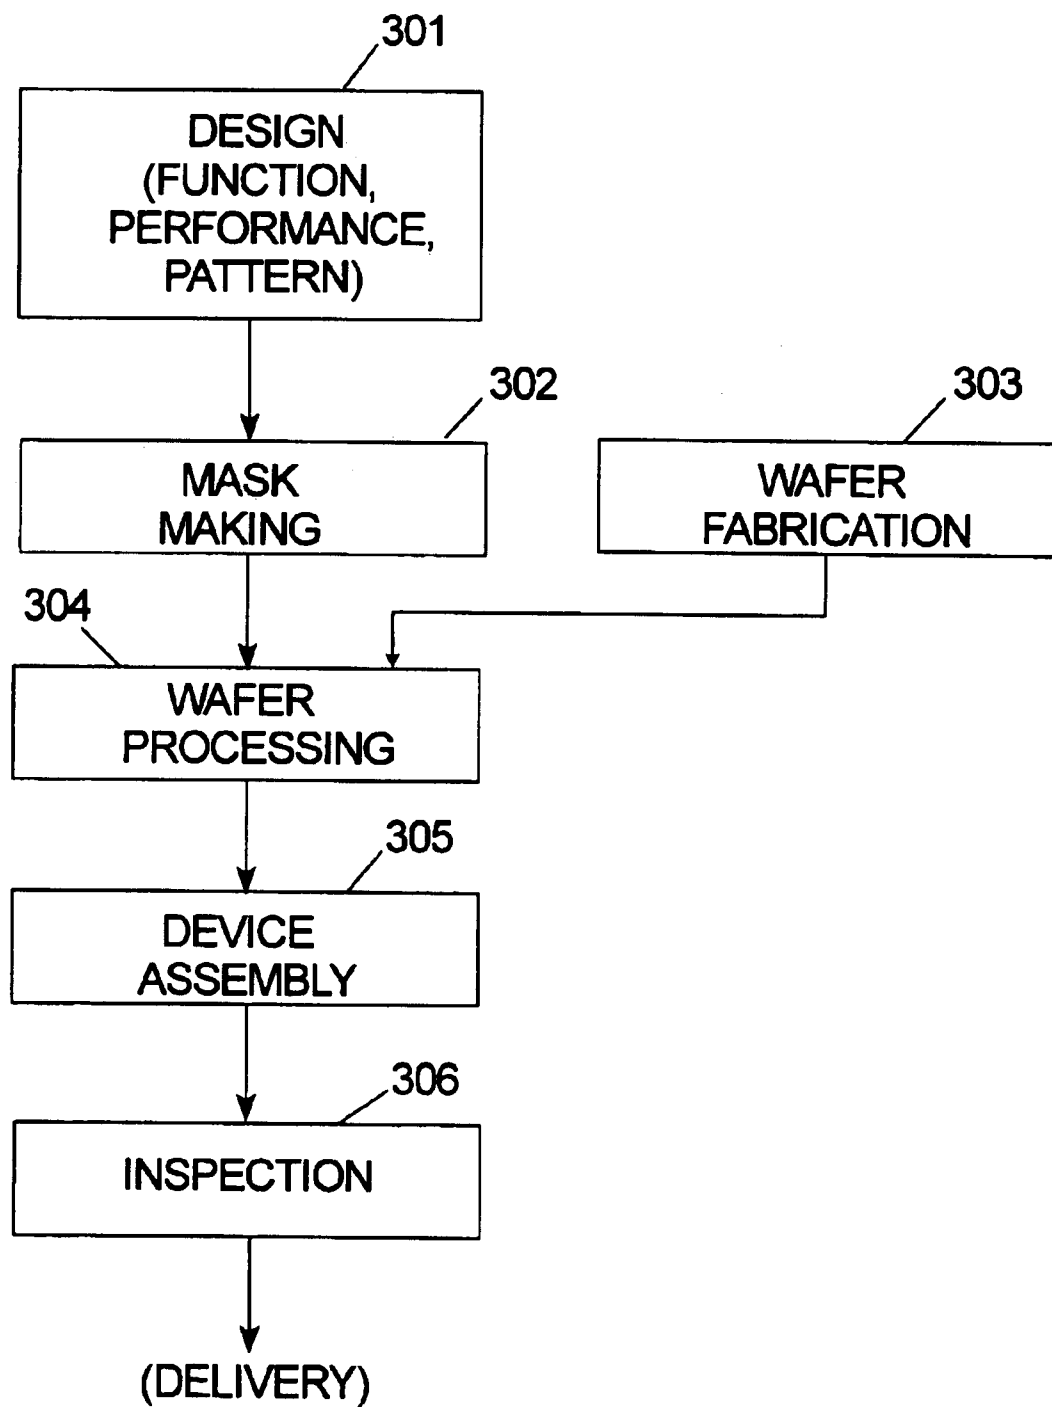 301
DESIGN
(FUNCTION,
PERFORMANCE,
PATTERN)
302
MASK
MAKING
303
WAFER
FABRICATION
304
WAFER
PROCESSING
305
DEVICE
ASSEMBLY
306
INSPECTION
(DELIVERY)